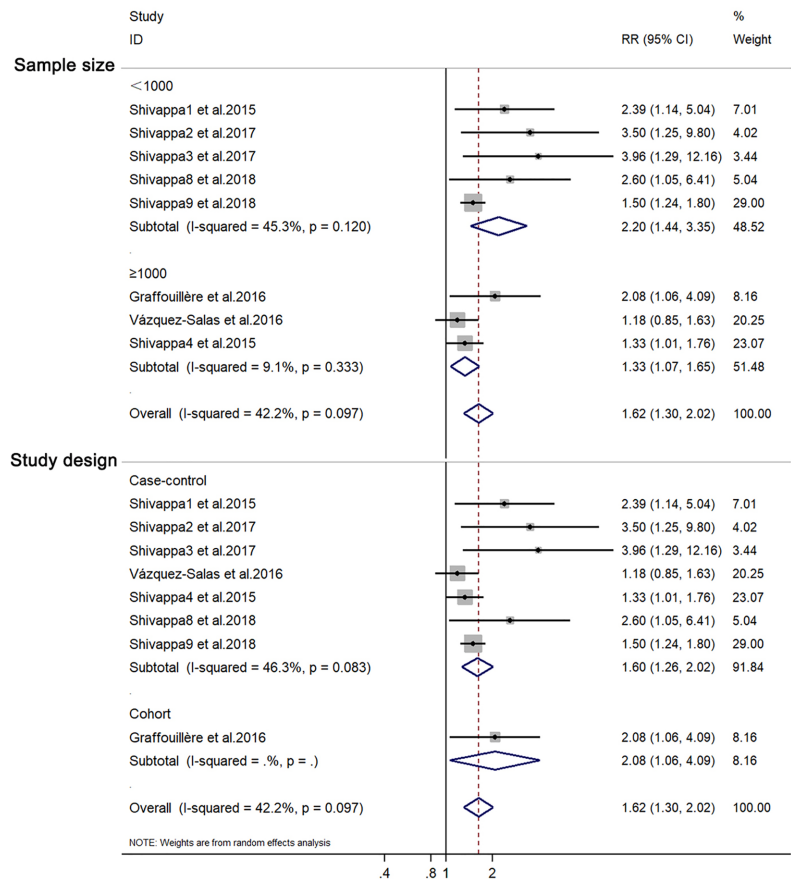 Study %
ID RR (95% CI) Weight
Sample size
<1000
Shivappa1 et al.2015 2.39 (1.14, 5.04) 7.01
Shivappa2 et al.2017 3.50 (1.25, 9.80) 4.02
Shivappa3 et al.2017 3.96 (1.29, 12.16) 3.44
Shivappa8 et al.2018 2.60 (1.05, 6.41) 5.04
Shivappa9 et al.2018 1.50 (1.24, 1.80) 29.00
Subtotal (I-squared = 45.3%, p = 0.120) 2.20 (1.44, 3.35) 48.52
.
≥1000
Graffouillère et al.2016 2.08 (1.06, 4.09) 8.16
Vázquez-Salas et al.2016 1.18 (0.85, 1.63) 20.25
Shivappa4 et al.2015 1.33 (1.01, 1.76) 23.07
Subtotal (I-squared = 9.1%, p = 0.333) 1.33 (1.07, 1.65) 51.48
.
Overall (I-squared = 42.2%, p = 0.097) 1.62 (1.30, 2.02) 100.00
Study design
Case-control
Shivappa1 et al.2015 2.39 (1.14, 5.04) 7.01
Shivappa2 et al.2017 3.50 (1.25, 9.80) 4.02
Shivappa3 et al.2017 3.96 (1.29, 12.16) 3.44
Vázquez-Salas et al.2016 1.18 (0.85, 1.63) 20.25
Shivappa4 et al.2015 1.33 (1.01, 1.76) 23.07
Shivappa8 et al.2018 2.60 (1.05, 6.41) 5.04
Shivappa9 et al.2018 1.50 (1.24, 1.80) 29.00
Subtotal (I-squared = 46.3%, p = 0.083) 1.60 (1.26, 2.02) 91.84
.
Cohort
Graffouillère et al.2016 2.08 (1.06, 4.09) 8.16
Subtotal (I-squared = .%, p = .) 2.08 (1.06, 4.09) 8.16
.
Overall (I-squared = 42.2%, p = 0.097) 1.62 (1.30, 2.02) 100.00
NOTE: Weights are from random effects analysis
.4 .8 1 2